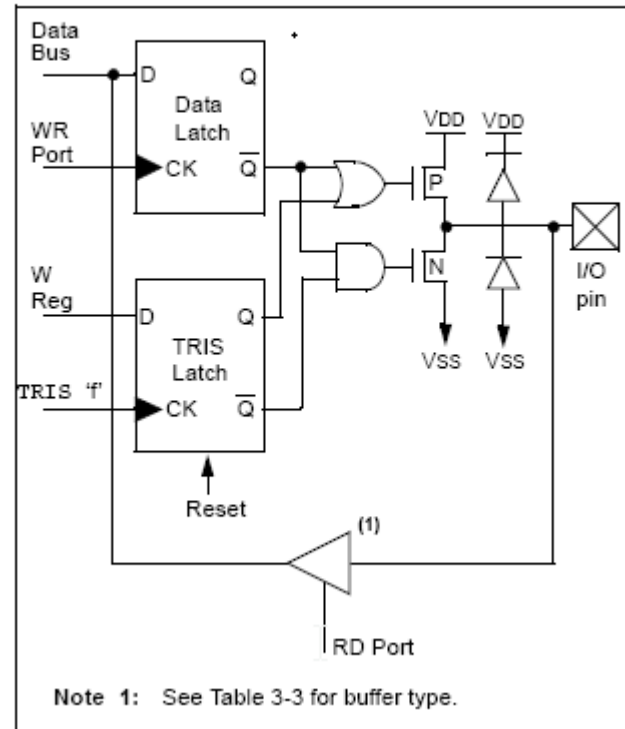 Data
Bus
D
Q
Data
Latch
WR
Port
CK
Q
VDD
VDD
P
N
I/O
pin
W
Reg
D
Q
TRIS
Latch
VSS
VSS
TRIS 'f'
CK
Q
Reset
(1)
RD Port
Note 1: See Table 3-3 for buffer type.